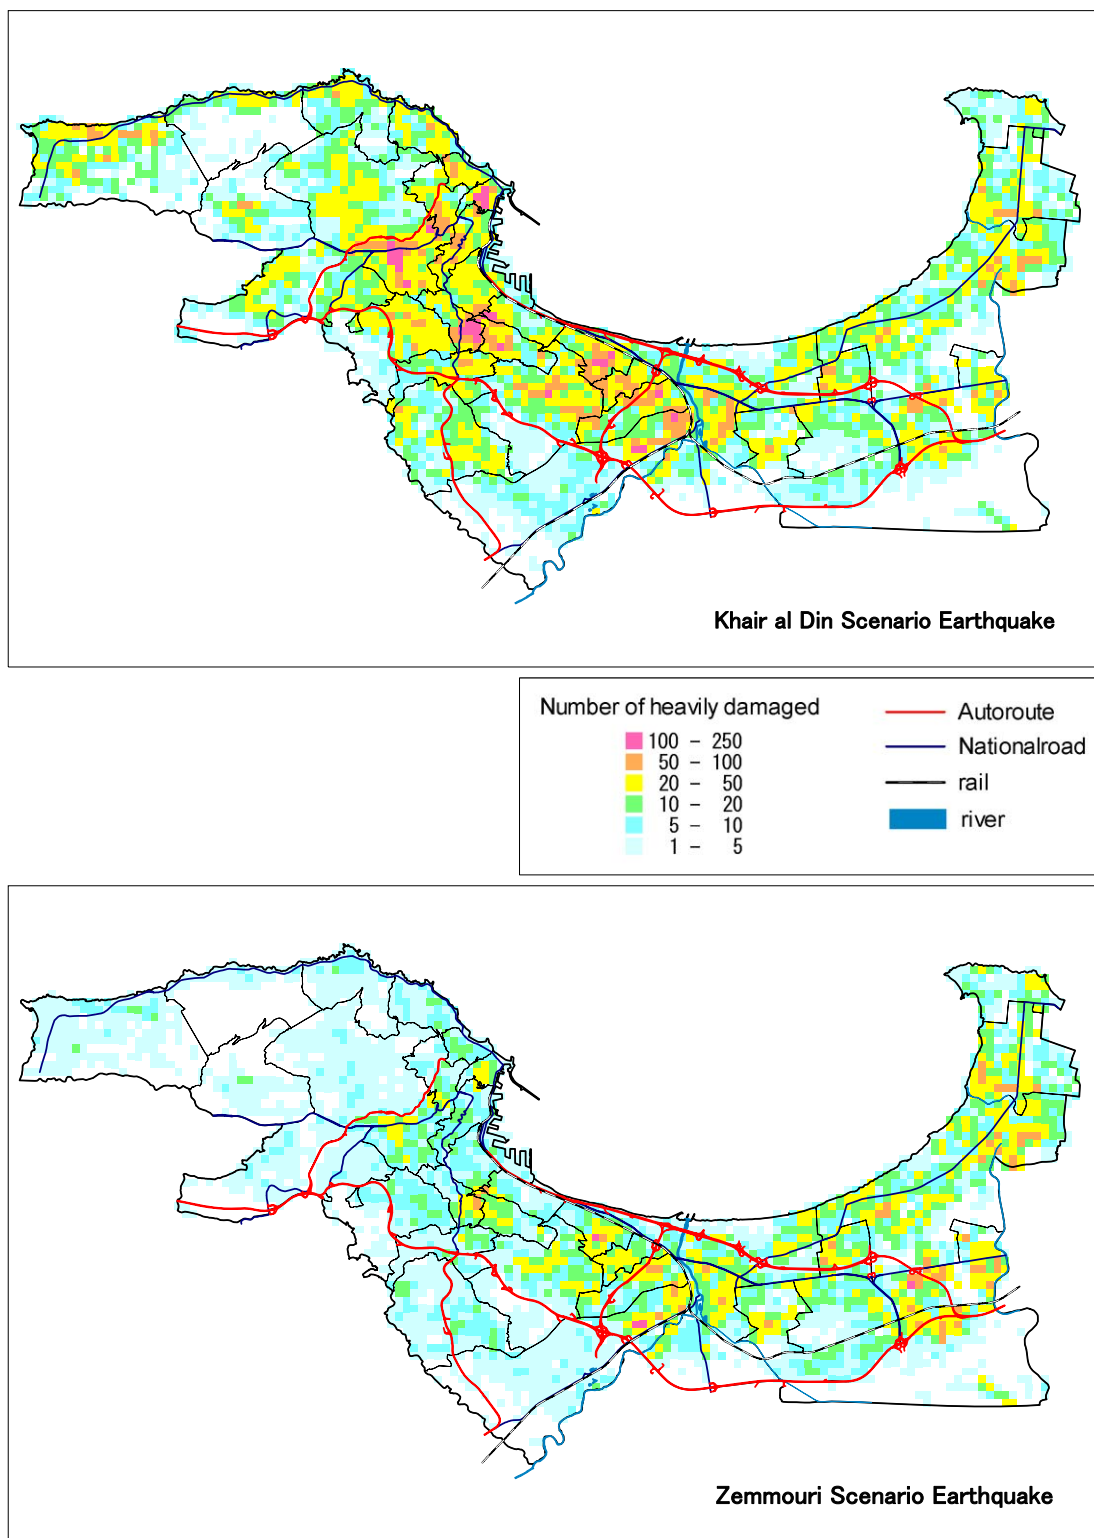 Khair al Din Scenario Earthquake
Number of heavily damaged
100 - 250
50 - 100
20 - 50
10 - 20
5 - 10
1 - 5
Autoroute
Nationalroad
rail
river
Zemmouri Scenario Earthquake